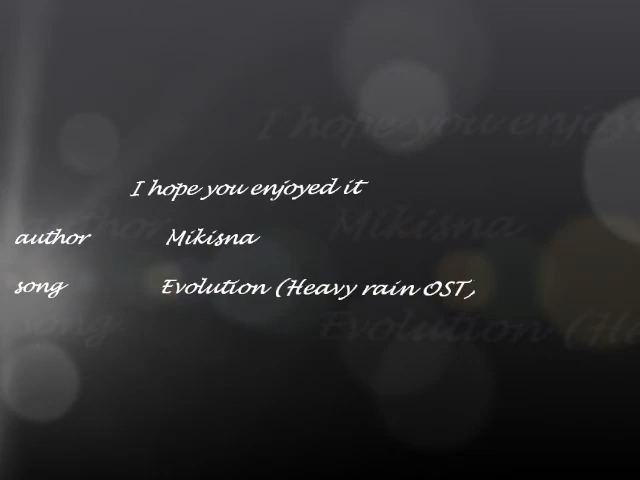 I hope you enjoyed it
author Mikisna
song Evolution (Heavy rain OST,